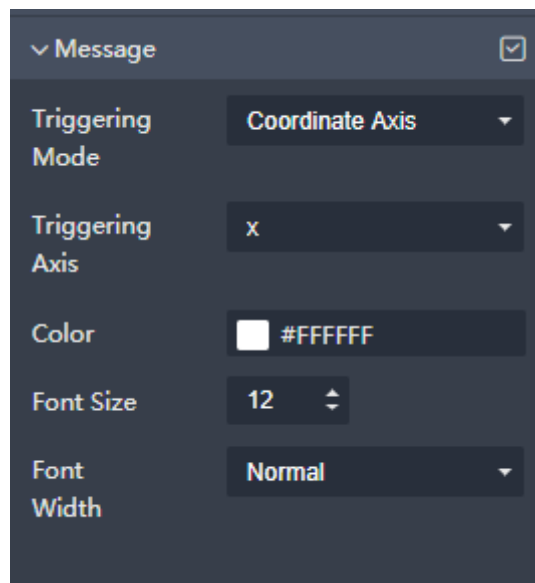 Message
Triggering Mode
Coordinate Axis
Triggering Axis
x
Color
#FFFFFF
Font Size
12
Font Width
Normal